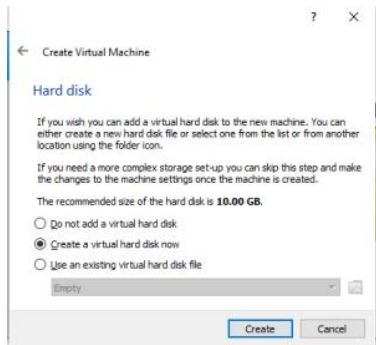 ?
Create Virtual Machine
Hard disk
If you wish you can add a virtual hard disk to the new machine. You can
either create a new hard disk file or select one from the list or from another
location using the folder icon.
If you need a more complex storage set-up you can skip this step and make
the changes to the machine settings once the machine is created.
The recommended size of the hard disk is 10.00 GB.
Do not add a virtual hard disk
Create a virtual hard disk now
Use an existing virtual hard disk file
Empty
Create Cancel